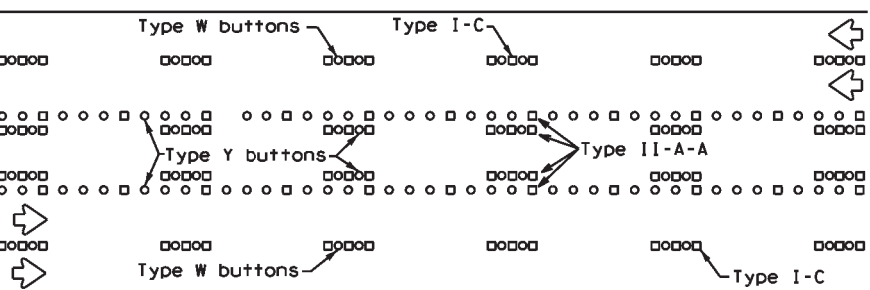 Type W buttons
Type I-C
Type Y buttons
Type II-A-A
Type W buttons
Type I-C